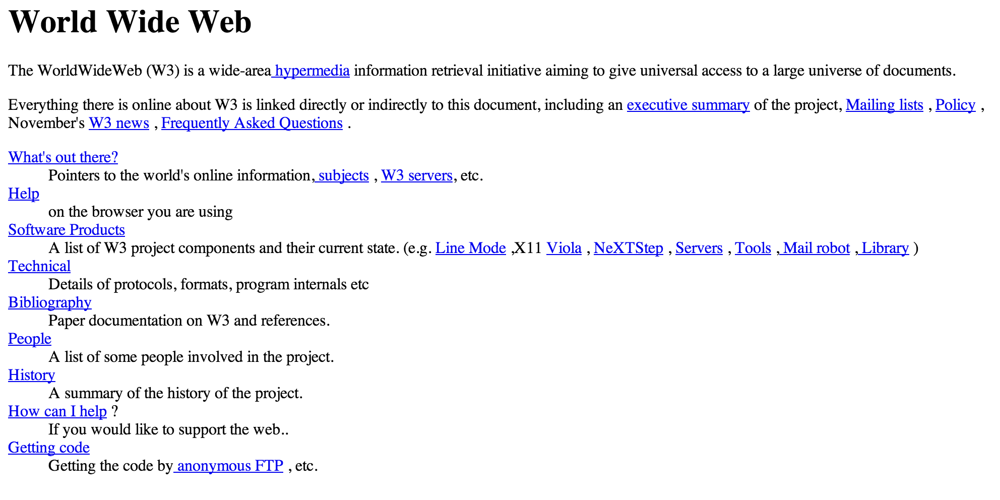 World Wide Web
The WorldWideWeb (W3) is a wide-area hypermedia information retrieval initiative aiming to give universal access to a large universe of documents.
Everything there is online about W3 is linked directly or indirectly to this document, including an executive summary of the project, Mailing lists , Policy ,
November's W3 news , Frequently Asked Questions .
What's out there?
Pointers to the world's online information, subjects , W3 servers, etc.
Help
on the browser you are using
Software Products
A list of W3 project components and their current state. (e.g. Line Mode ,X11 Viola , NeXTStep , Servers , Tools , Mail robot , Library )
Technical
Details of protocols, formats, program internals etc
Bibliography
Paper documentation on W3 and references.
People
A list of some people involved in the project.
History
A summary of the history of the project.
How can I help ?
If you would like to support the web..
Getting code
Getting the code by anonymous FTP , etc.